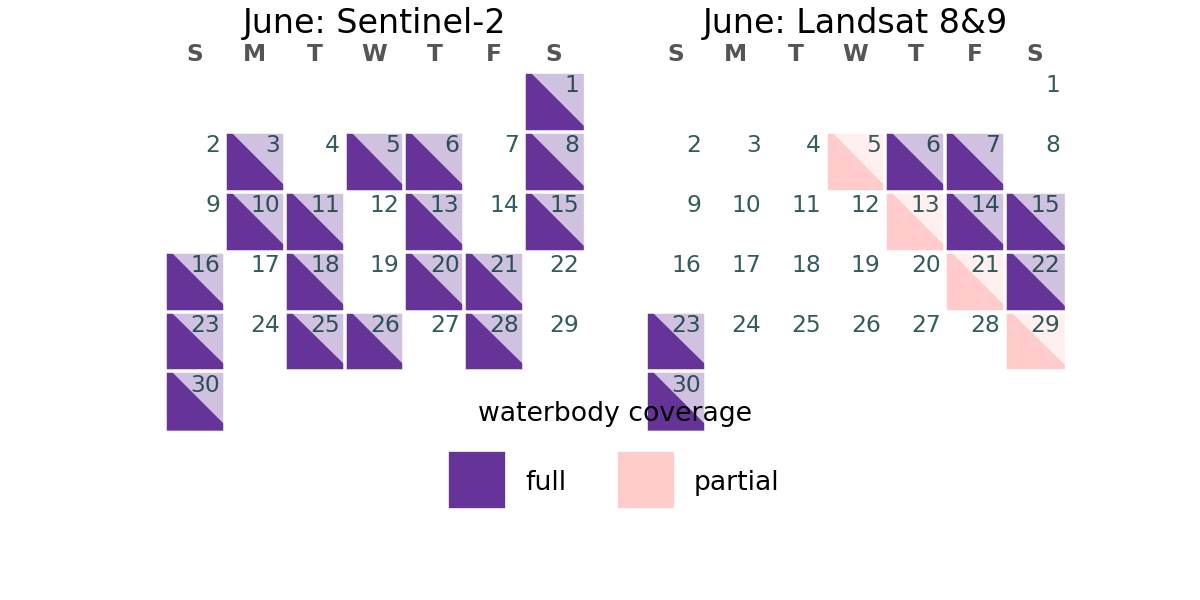 June: Sentinel-2
S M T W T F S
1
2 3 4 5 6 7 8
9 10 11 12 13 14 15
16 17 18 19 20 21 22
23 24 25 26 27 28 29
30
June: Landsat 8&9
S M T W T F S
1
2 3 4 5 6 7 8
9 10 11 12 13 14 15
16 17 18 19 20 21 22
23 24 25 26 27 28 29
30
waterbody coverage
full partial